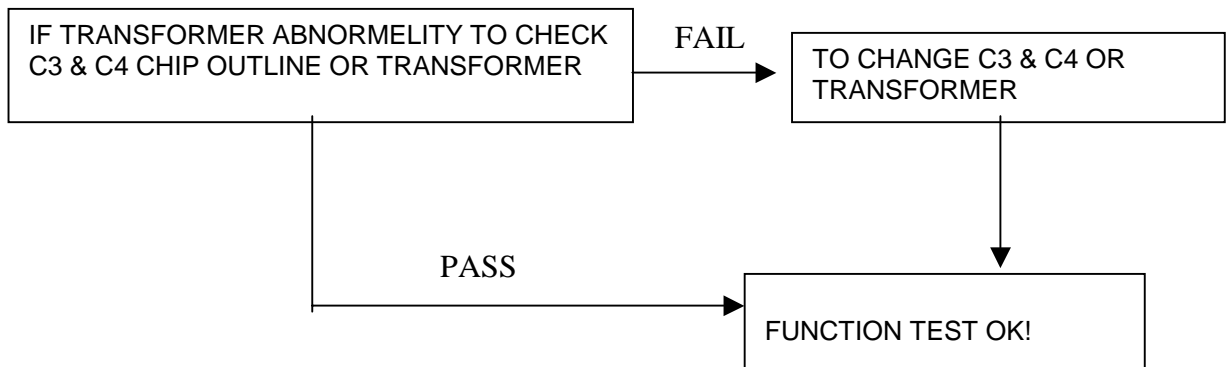 IF TRANSFORMER ABNORMELITY TO CHECK
C3 & C4 CHIP OUTLINE OR TRANSFORMER
FAIL
TO CHANGE C3 & C4 OR
TRANSFORMER
PASS
FUNCTION TEST OK!